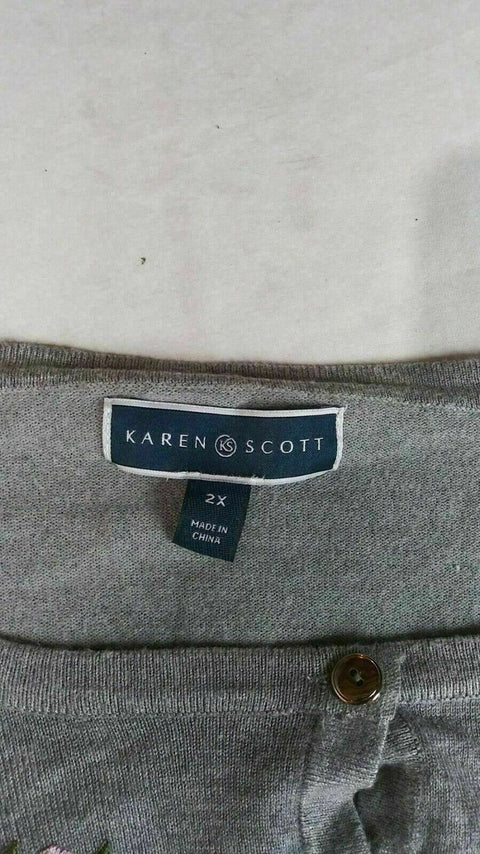 KAREN KS SCOTT
2X
MADE IN
CHINA